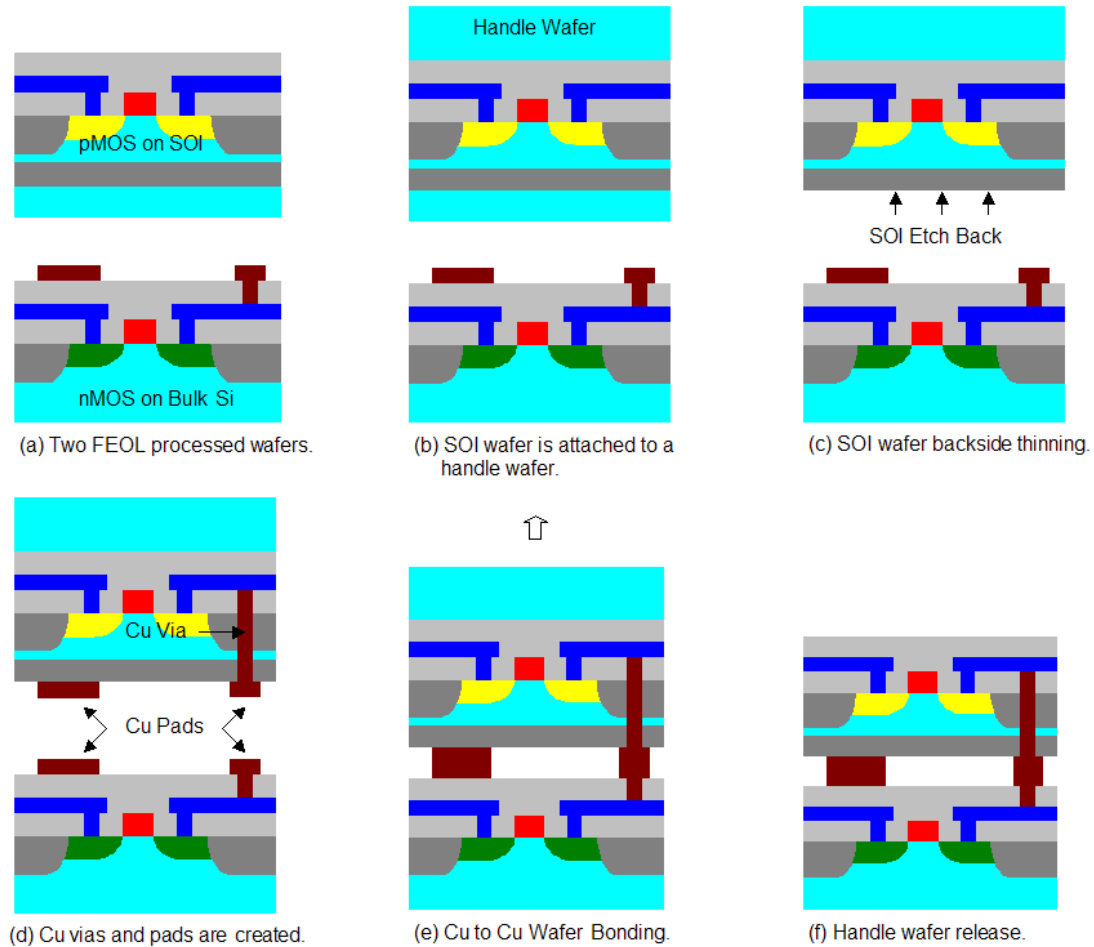 Handle Wafer
pMOS on SOI
SOI Etch Back
nMOS on Bulk Si
(a) Two FEOL processed wafers.
(b) SOI wafer is attached to a
handle wafer.
(c) SOI wafer backside thinning.
Cu Via
Cu Pads
(d) Cu vias and pads are created.
(e) Cu to Cu Wafer Bonding.
(f) Handle wafer release.